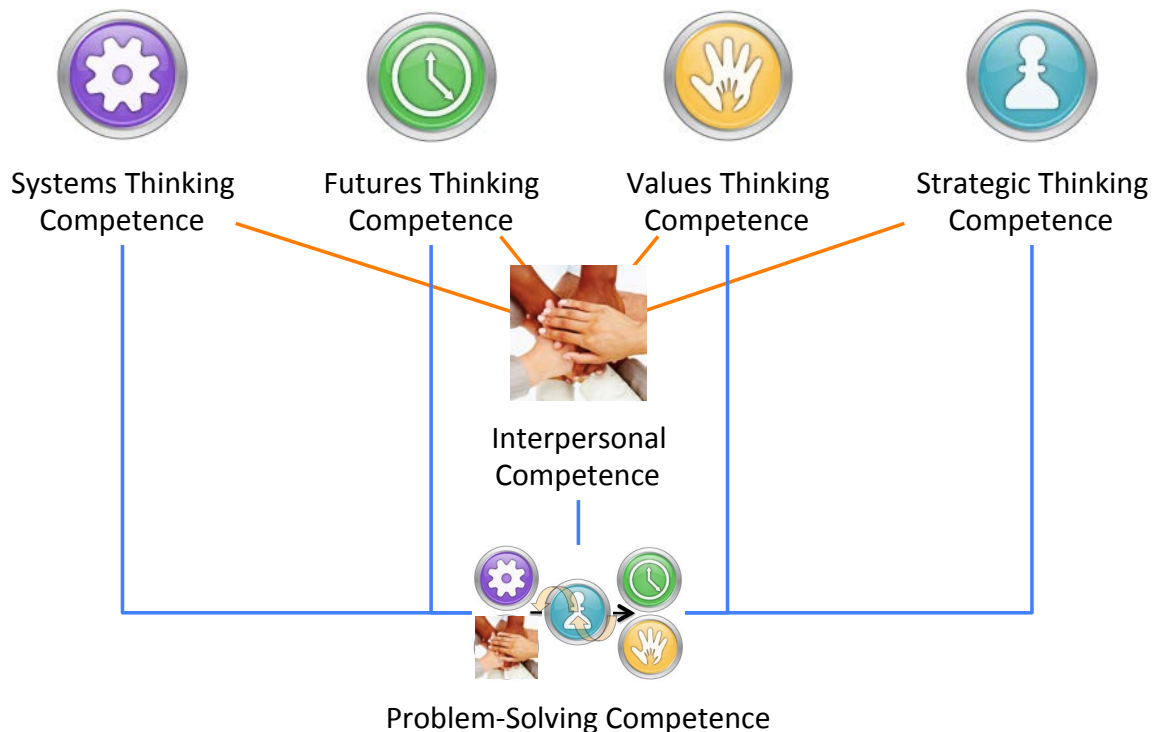 Systems Thinking
Competence
Futures Thinking
Competence
Values Thinking
Competence
Strategic Thinking
Competence
Interpersonal
Competence
Problem-Solving Competence